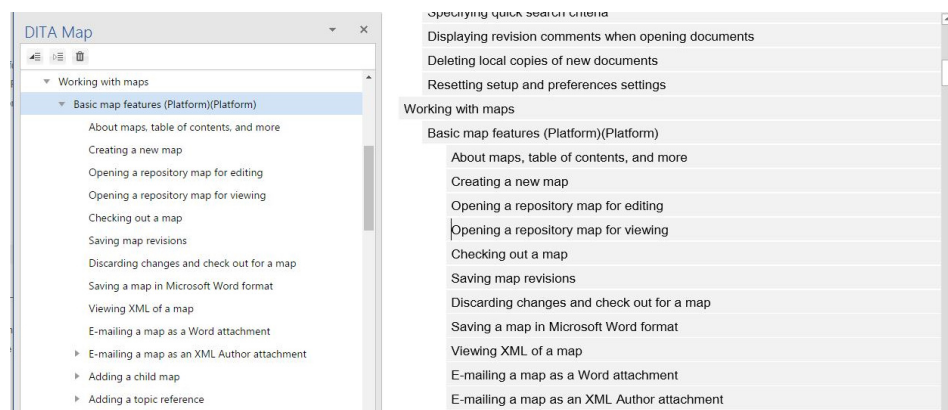 DITA Map
Working with maps
Basic map features (Platform)(Platform)
About maps, table of contents, and more
Creating a new map
Opening a repository map for editing
Opening a repository map for viewing
Checking out a map
Saving map revisions
Discarding changes and check out for a map
Saving a map in Microsoft Word format
Viewing XML of a map
E-mailing a map as a Word attachment
E-mailing a map as an XML Author attachment
Adding a child map
Adding a topic reference
Specifying quick search criteria
Displaying revision comments when opening documents
Deleting local copies of new documents
Resetting setup and preferences settings
Working with maps
Basic map features (Platform)(Platform)
About maps, table of contents, and more
Creating a new map
Opening a repository map for editing
Opening a repository map for viewing
Checking out a map
Saving map revisions
Discarding changes and check out for a map
Saving a map in Microsoft Word format
Viewing XML of a map
E-mailing a map as a Word attachment
E-mailing a map as an XML Author attachment